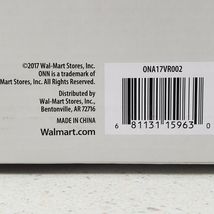 ©2017 Wal-Mart Stores, Inc.
ONN is a trademark of
Wal-Mart Stores, Inc. All Rights Reserved.
Distributed by
Wal-Mart Stores, Inc.,
Bentonville, AR 72716
MADE IN CHINA
Walmart.com
ONA17VR002
6 81131 15963 0